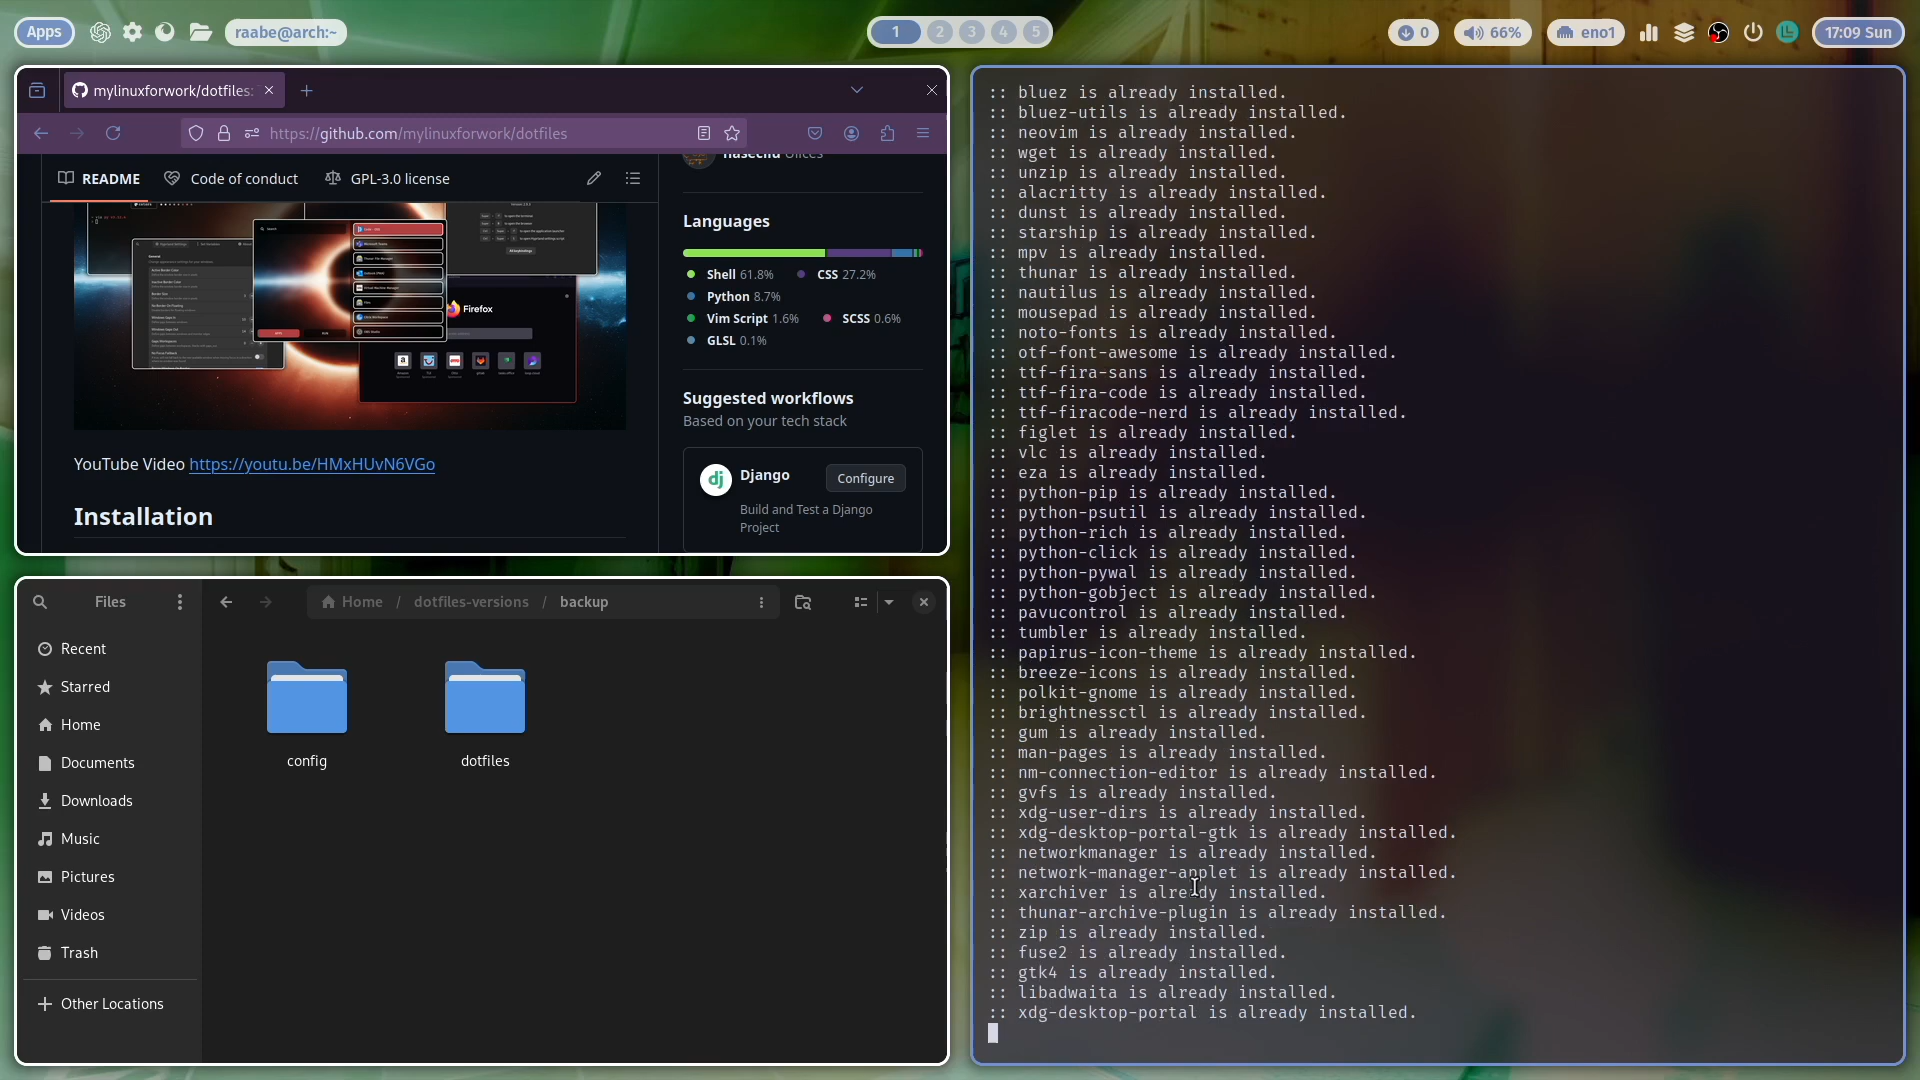 Apps
raabe@arch:~
1 2 3 4 5
0
66%
eno1
17:09 Sun
mylinuxforwork/dotfiles:
https://github.com/mylinuxforwork/dotfiles
README
Code of conduct
GPL-3.0 license
Firefox
YouTube Video https://youtu.be/HMxHUvN6VGo
Installation
Languages
Shell 61.8% CSS 27.2%
Python 8.7%
Vim Script 1.6% SCSS 0.6%
GLSL 0.1%
Suggested workflows
Based on your tech stack
dj
Django
Configure
Build and Test a Django
Project
Files
Home / dotfiles-versions / backup
Recent
Starred
Home
Documents
Downloads
Music
Pictures
Videos
Trash
Other Locations
config
dotfiles
:: bluez is already installed.
:: bluez-utils is already installed.
:: neovim is already installed.
:: wget is already installed.
:: unzip is already installed.
:: alacritty is already installed.
:: dunst is already installed.
:: starship is already installed.
:: mpv is already installed.
:: thunar is already installed.
:: nautilus is already installed.
:: mousepad is already installed.
:: noto-fonts is already installed.
:: otf-font-awesome is already installed.
:: ttf-fira-sans is already installed.
:: ttf-fira-code is already installed.
:: ttf-firacode-nerd is already installed.
:: figlet is already installed.
:: vlc is already installed.
:: eza is already installed.
:: python-pip is already installed.
:: python-psutil is already installed.
:: python-rich is already installed.
:: python-click is already installed.
:: python-pywal is already installed.
:: python-gobject is already installed.
:: pavucontrol is already installed.
:: tumbler is already installed.
:: papirus-icon-theme is already installed.
:: breeze-icons is already installed.
:: polkit-gnome is already installed.
:: brightnessctl is already installed.
:: gum is already installed.
:: man-pages is already installed.
:: nm-connection-editor is already installed.
:: gvfs is already installed.
:: xdg-user-dirs is already installed.
:: xdg-desktop-portal-gtk is already installed.
:: networkmanager is already installed.
:: network-manager-applet is already installed.
:: xarchiver is already installed.
:: thunar-archive-plugin is already installed.
:: zip is already installed.
:: fuse2 is already installed.
:: gtk4 is already installed.
:: libadwaita is already installed.
:: xdg-desktop-portal is already installed.